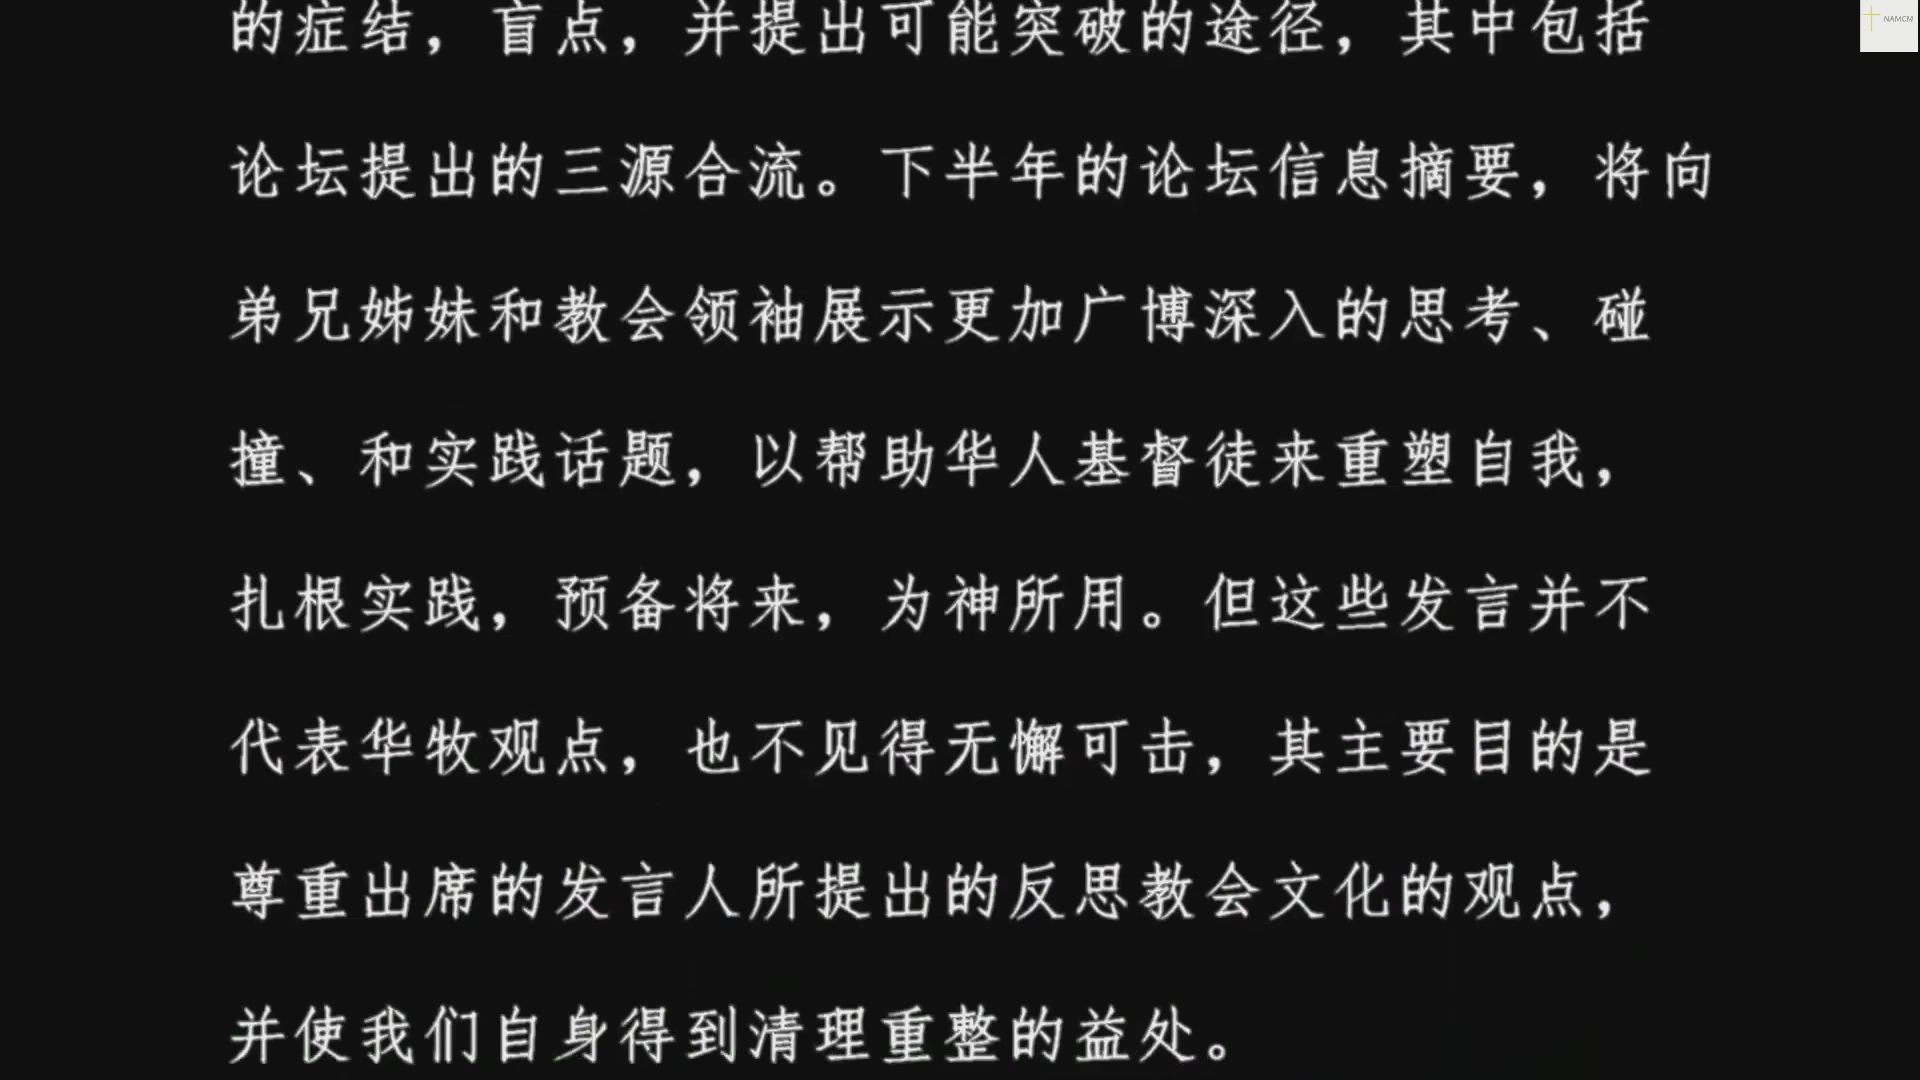 的症结，盲点，并提出可能突破的途径，其中包括
论坛提出的三源合流。下半年的论坛信息摘要，将向
弟兄姊妹和教会领袖展示更加广博深入的思考、碰
撞、和实践话题，以帮助华人基督徒来重塑自我，
扎根实践，预备将来，为神所用。但这些发言并不
代表华牧观点，也不见得无懈可击，其主要目的是
尊重出席的发言人所提出的反思教会文化的观点，
并使我们自身得到清理重整的益处。
NAMCM